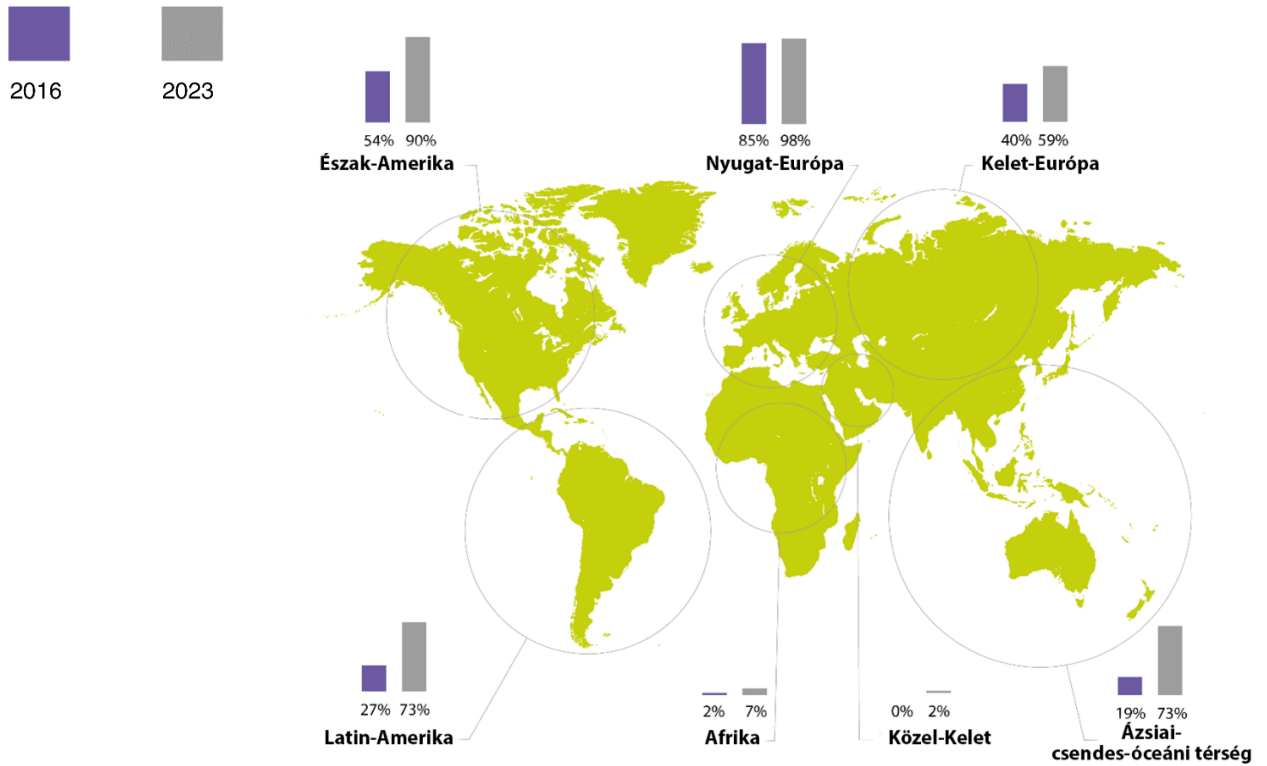 2016 2023
54% 90%
Észak-Amerika
85% 98%
Nyugat-Európa
40% 59%
Kelet-Európa
27% 73%
Latin-Amerika
2% 7%
Afrika
0% 2%
Közel-Kelet
19% 73%
Ázsiai-
csendes-óceáni térség